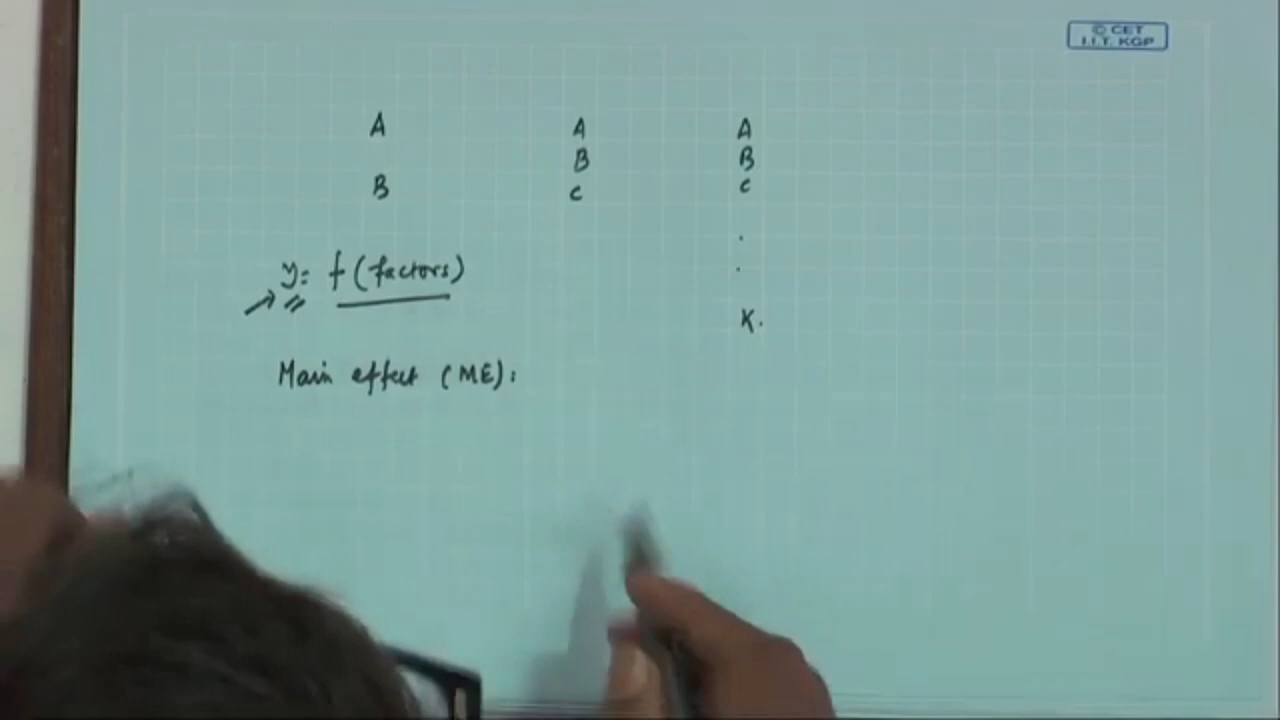 © CET
I.I.T. KGP
A A A
B B
B C C
.
y = f (factors)
.
K.
Main effect (ME):